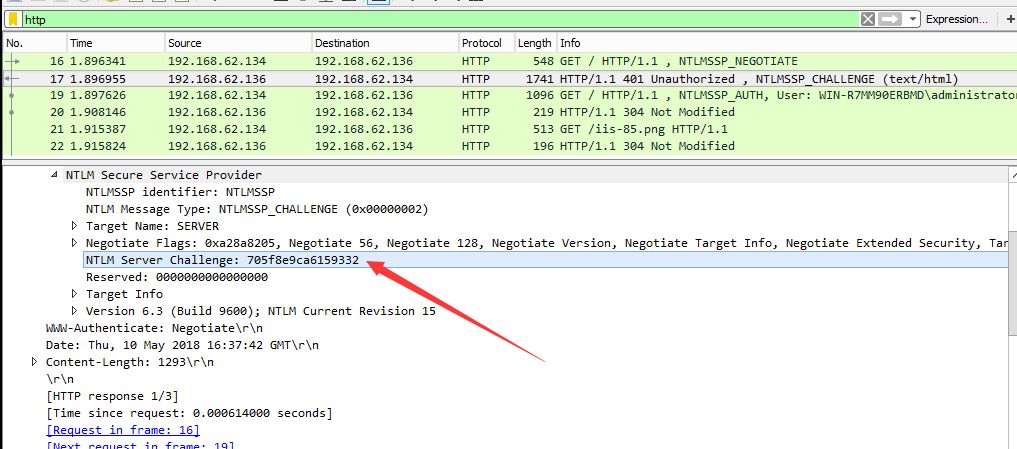 http Expression... +
No. Time Source Destination Protocol Length Info
16 1.896341 192.168.62.134 192.168.62.136 HTTP 548 GET / HTTP/1.1 , NTLMSSP_NEGOTIATE
17 1.896955 192.168.62.136 192.168.62.134 HTTP 1741 HTTP/1.1 401 Unauthorized , NTLMSSP_CHALLENGE (text/html)
19 1.897626 192.168.62.134 192.168.62.136 HTTP 1096 GET / HTTP/1.1 , NTLMSSP_AUTH, User: WIN-R7MM90ERBMD\administrator
20 1.908146 192.168.62.136 192.168.62.134 HTTP 219 HTTP/1.1 304 Not Modified
21 1.915387 192.168.62.134 192.168.62.136 HTTP 513 GET /iis-85.png HTTP/1.1
22 1.915824 192.168.62.136 192.168.62.134 HTTP 196 HTTP/1.1 304 Not Modified
NTLM Secure Service Provider
NTLMSSP identifier: NTLMSSP
NTLM Message Type: NTLMSSP_CHALLENGE (0x00000002)
Target Name: SERVER
Negotiate Flags: 0xa28a8205, Negotiate 56, Negotiate 128, Negotiate Version, Negotiate Target Info, Negotiate Extended Security, Tar
NTLM Server Challenge: 705f8e9ca6159332
Reserved: 0000000000000000
Target Info
Version 6.3 (Build 9600); NTLM Current Revision 15
WWW-Authenticate: Negotiate\r\n
Date: Thu, 10 May 2018 16:37:42 GMT\r\n
Content-Length: 1293\r\n
\r\n
[HTTP response 1/3]
[Time since request: 0.000614000 seconds]
[Request in frame: 16]
[Next request in frame: 19]